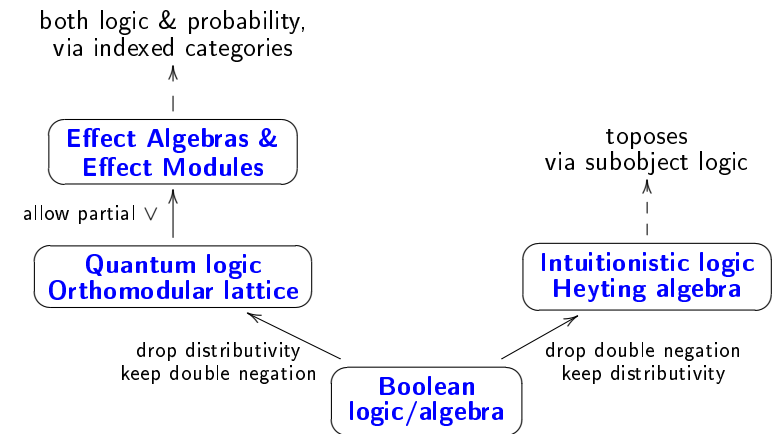 both logic & probability,
via indexed categories
Effect Algebras &
Effect Modules
toposes
via subobject logic
allow partial ∨
Quantum logic
Orthomodular lattice
Intuitionistic logic
Heyting algebra
drop distributivity
keep double negation
drop double negation
keep distributivity
Boolean
logic/algebra